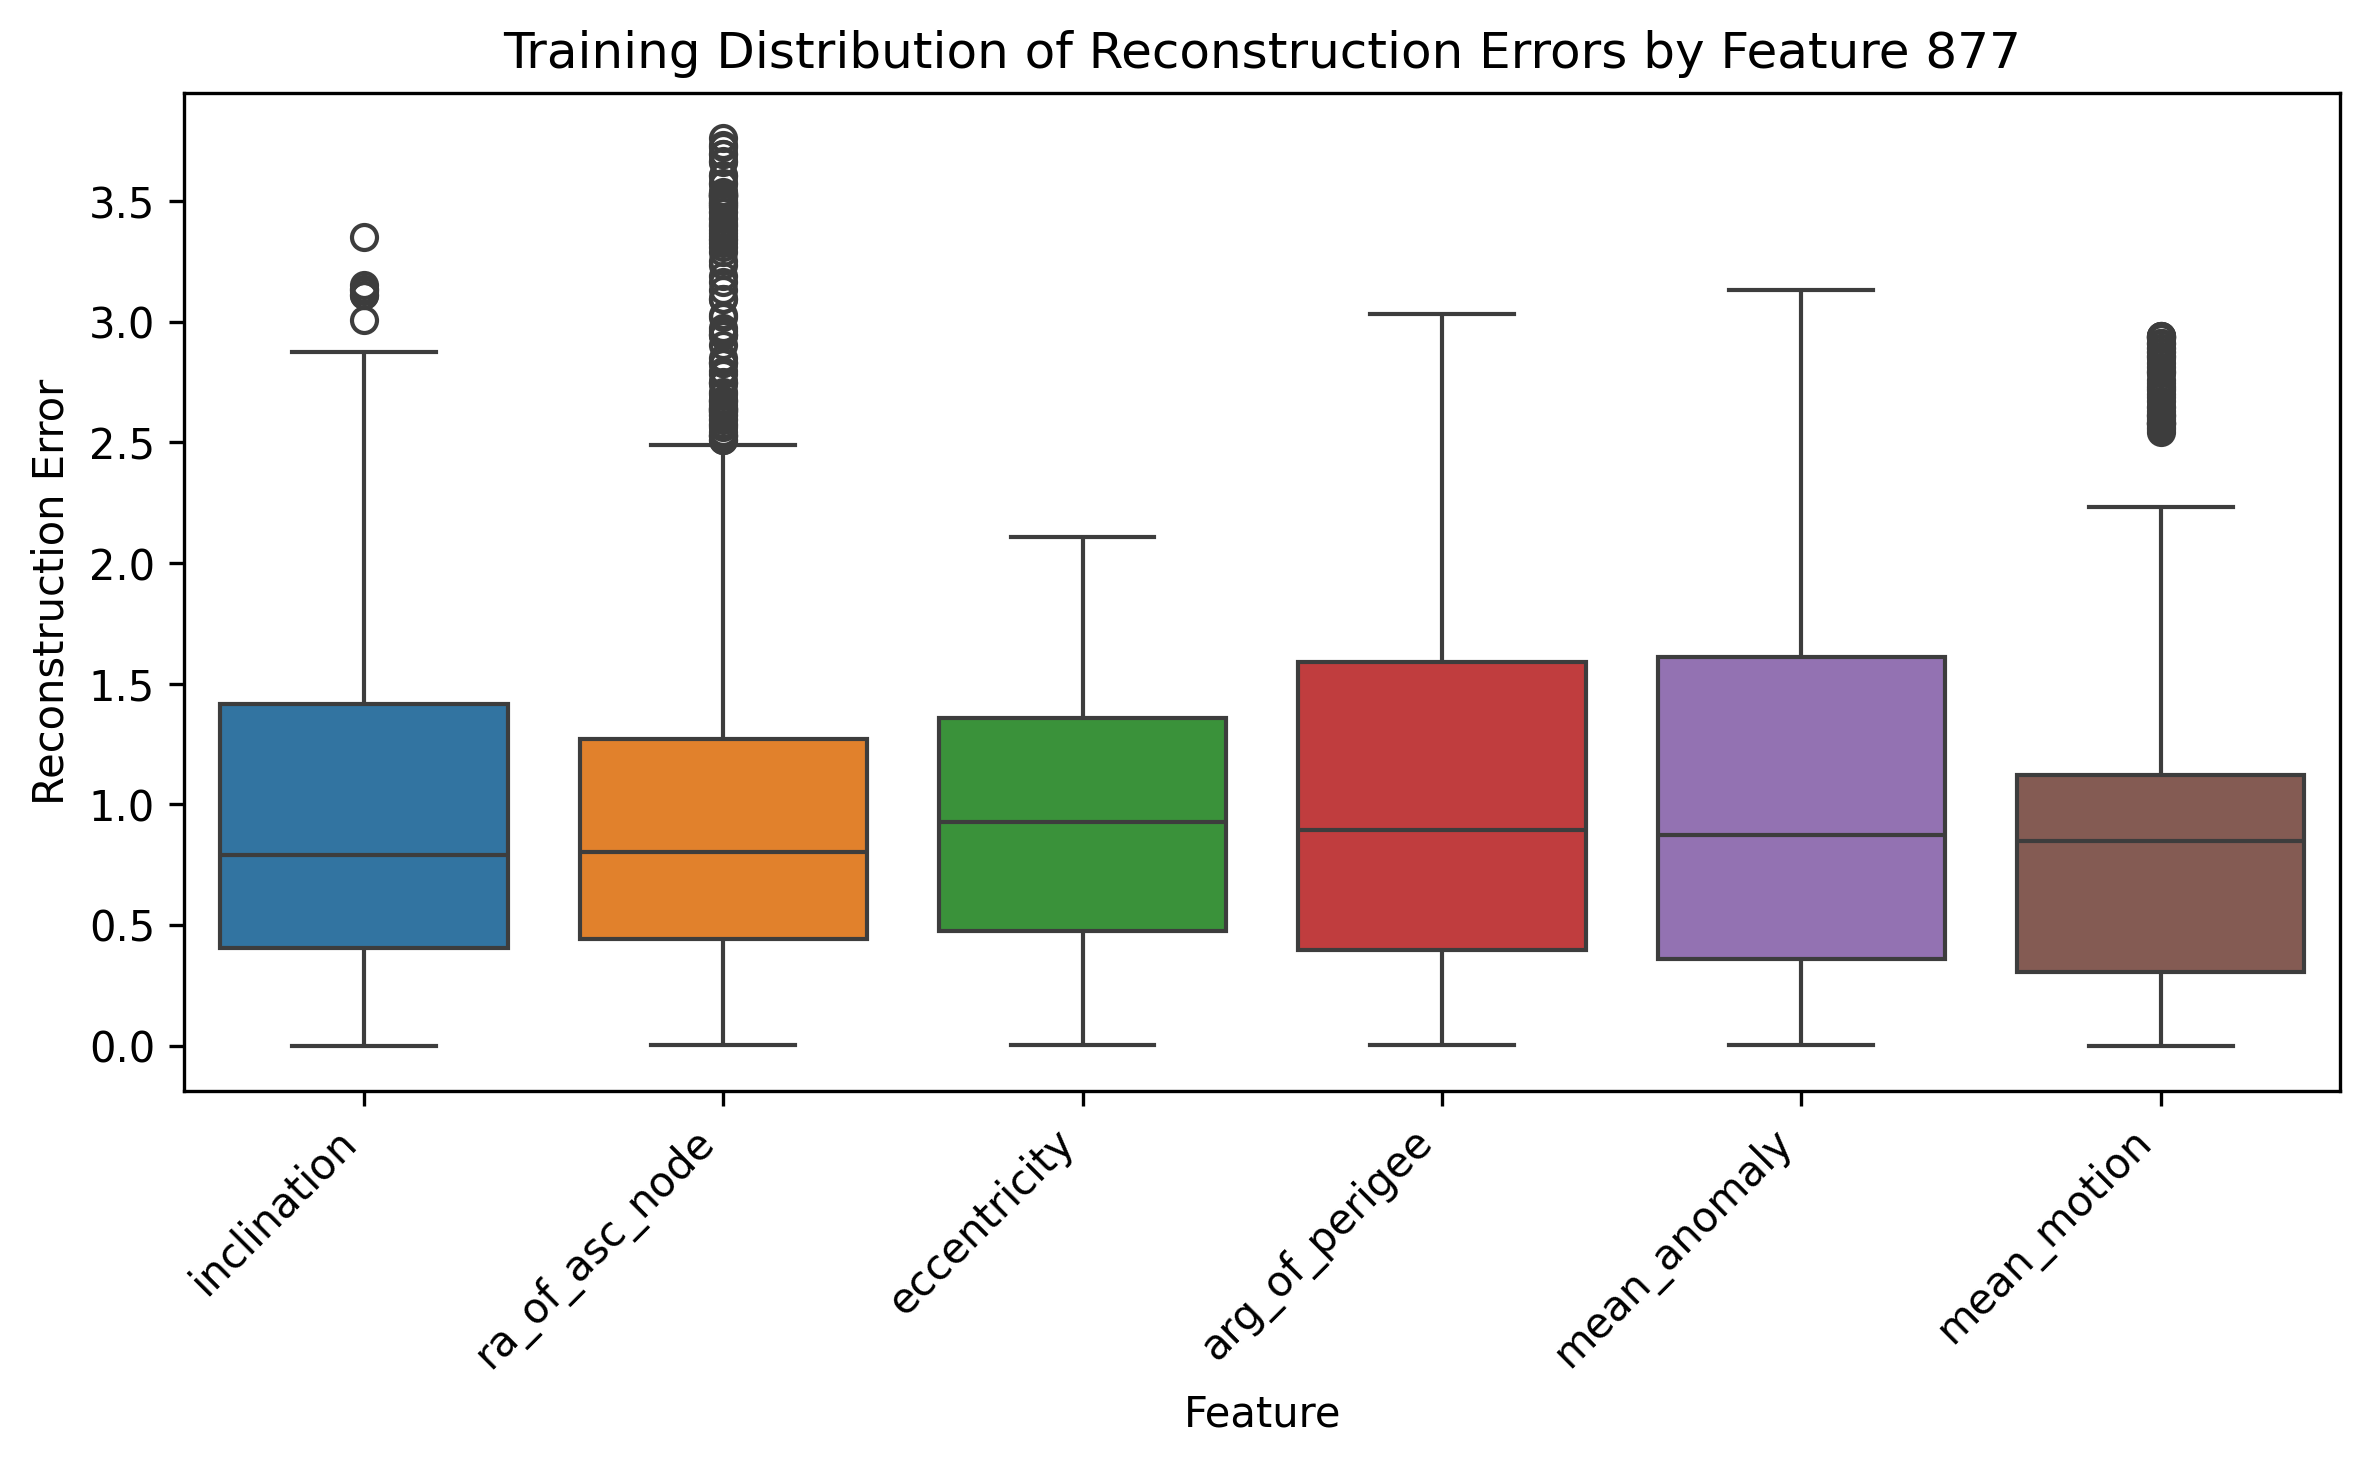 Training Distribution of Reconstruction Errors by Feature 877
Reconstruction Error
3.5
3.0
2.5
2.0
1.5
1.0
0.5
0.0
inclination
ra_of_asc_node
eccentricity
arg_of_perigee
mean_anomaly
mean_motion
Feature